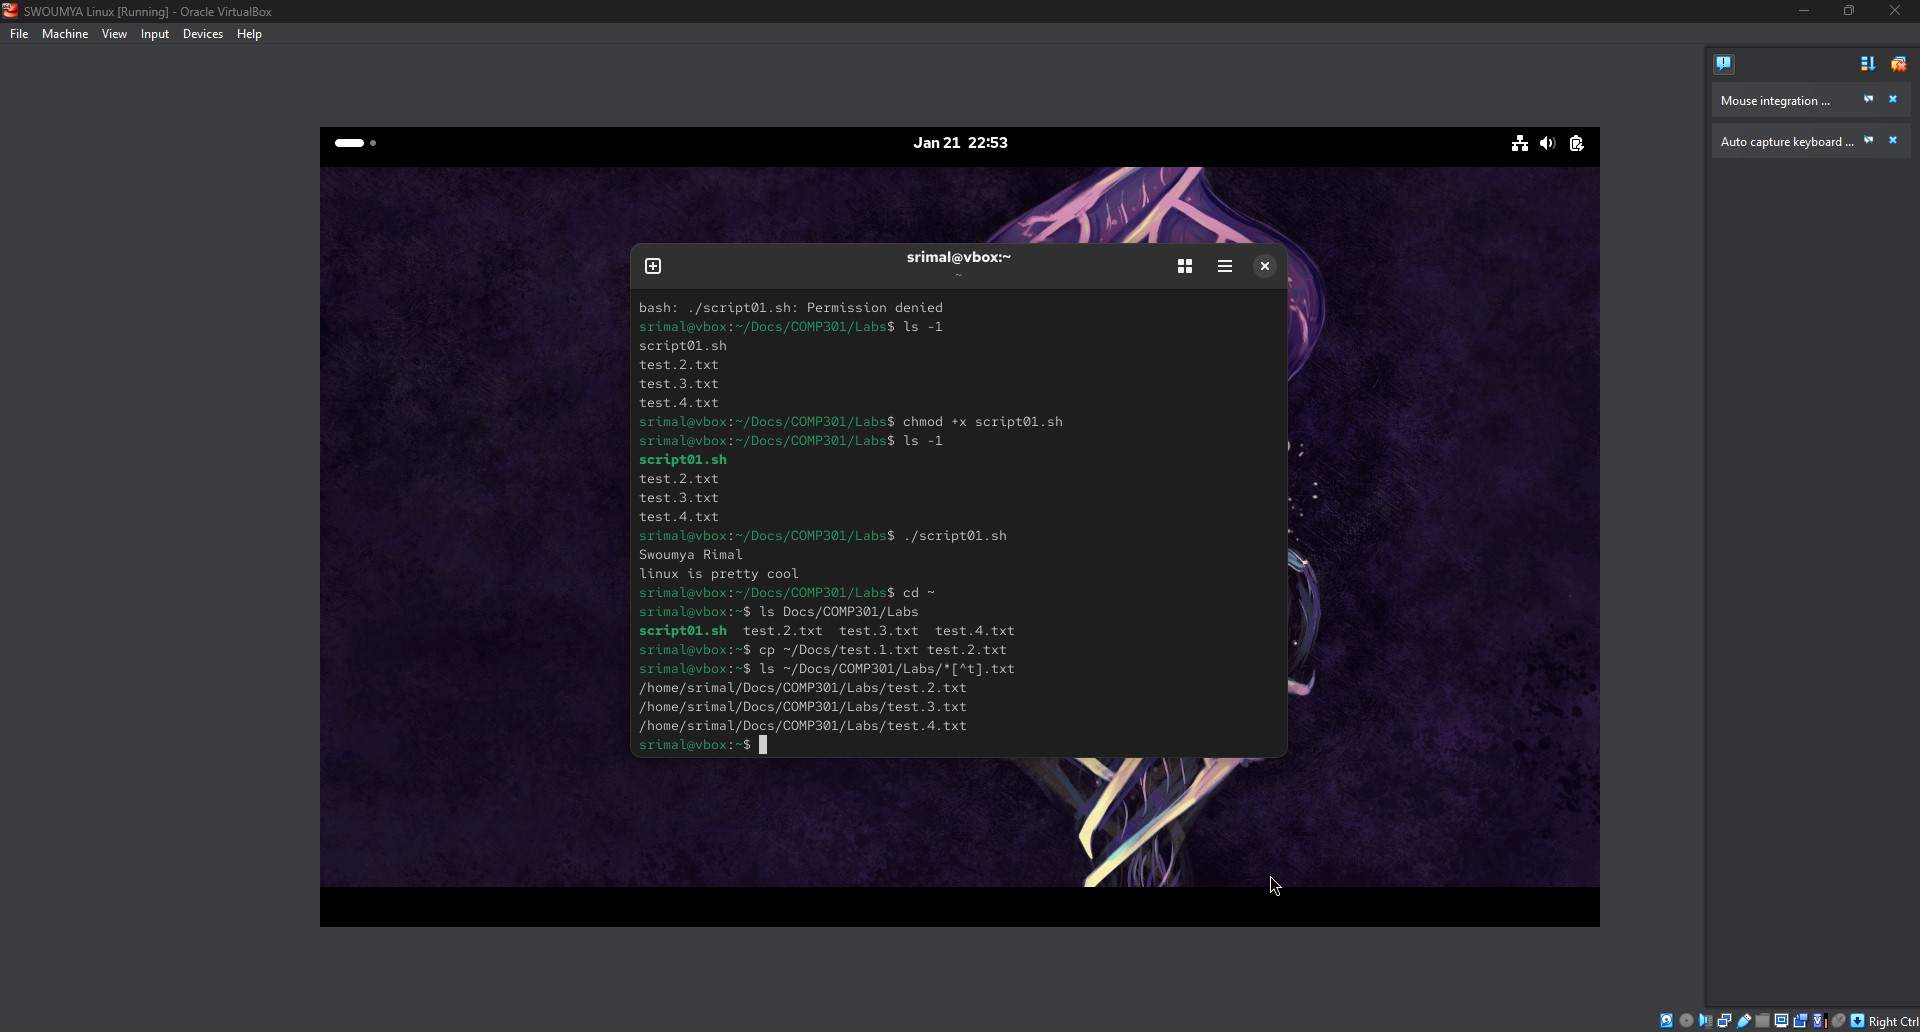 SWOUMYA Linux [Running] - Oracle VirtualBox
File Machine View Input Devices Help
Mouse integration ...
Auto capture keyboard ...
Jan 21 22:53
srimal@vbox:~
~
bash: ./script01.sh: Permission denied
srimal@vbox:~/Docs/COMP301/Labs$ ls -1
script01.sh
test.2.txt
test.3.txt
test.4.txt
srimal@vbox:~/Docs/COMP301/Labs$ chmod +x script01.sh
srimal@vbox:~/Docs/COMP301/Labs$ ls -1
script01.sh
test.2.txt
test.3.txt
test.4.txt
srimal@vbox:~/Docs/COMP301/Labs$ ./script01.sh
Swoumya Rimal
linux is pretty cool
srimal@vbox:~/Docs/COMP301/Labs$ cd ~
srimal@vbox:~$ ls Docs/COMP301/Labs
script01.sh test.2.txt test.3.txt test.4.txt
srimal@vbox:~$ cp ~/Docs/test.1.txt test.2.txt
srimal@vbox:~$ ls ~/Docs/COMP301/Labs/*[^t].txt
/home/srimal/Docs/COMP301/Labs/test.2.txt
/home/srimal/Docs/COMP301/Labs/test.3.txt
/home/srimal/Docs/COMP301/Labs/test.4.txt
srimal@vbox:~$
Right Ctrl